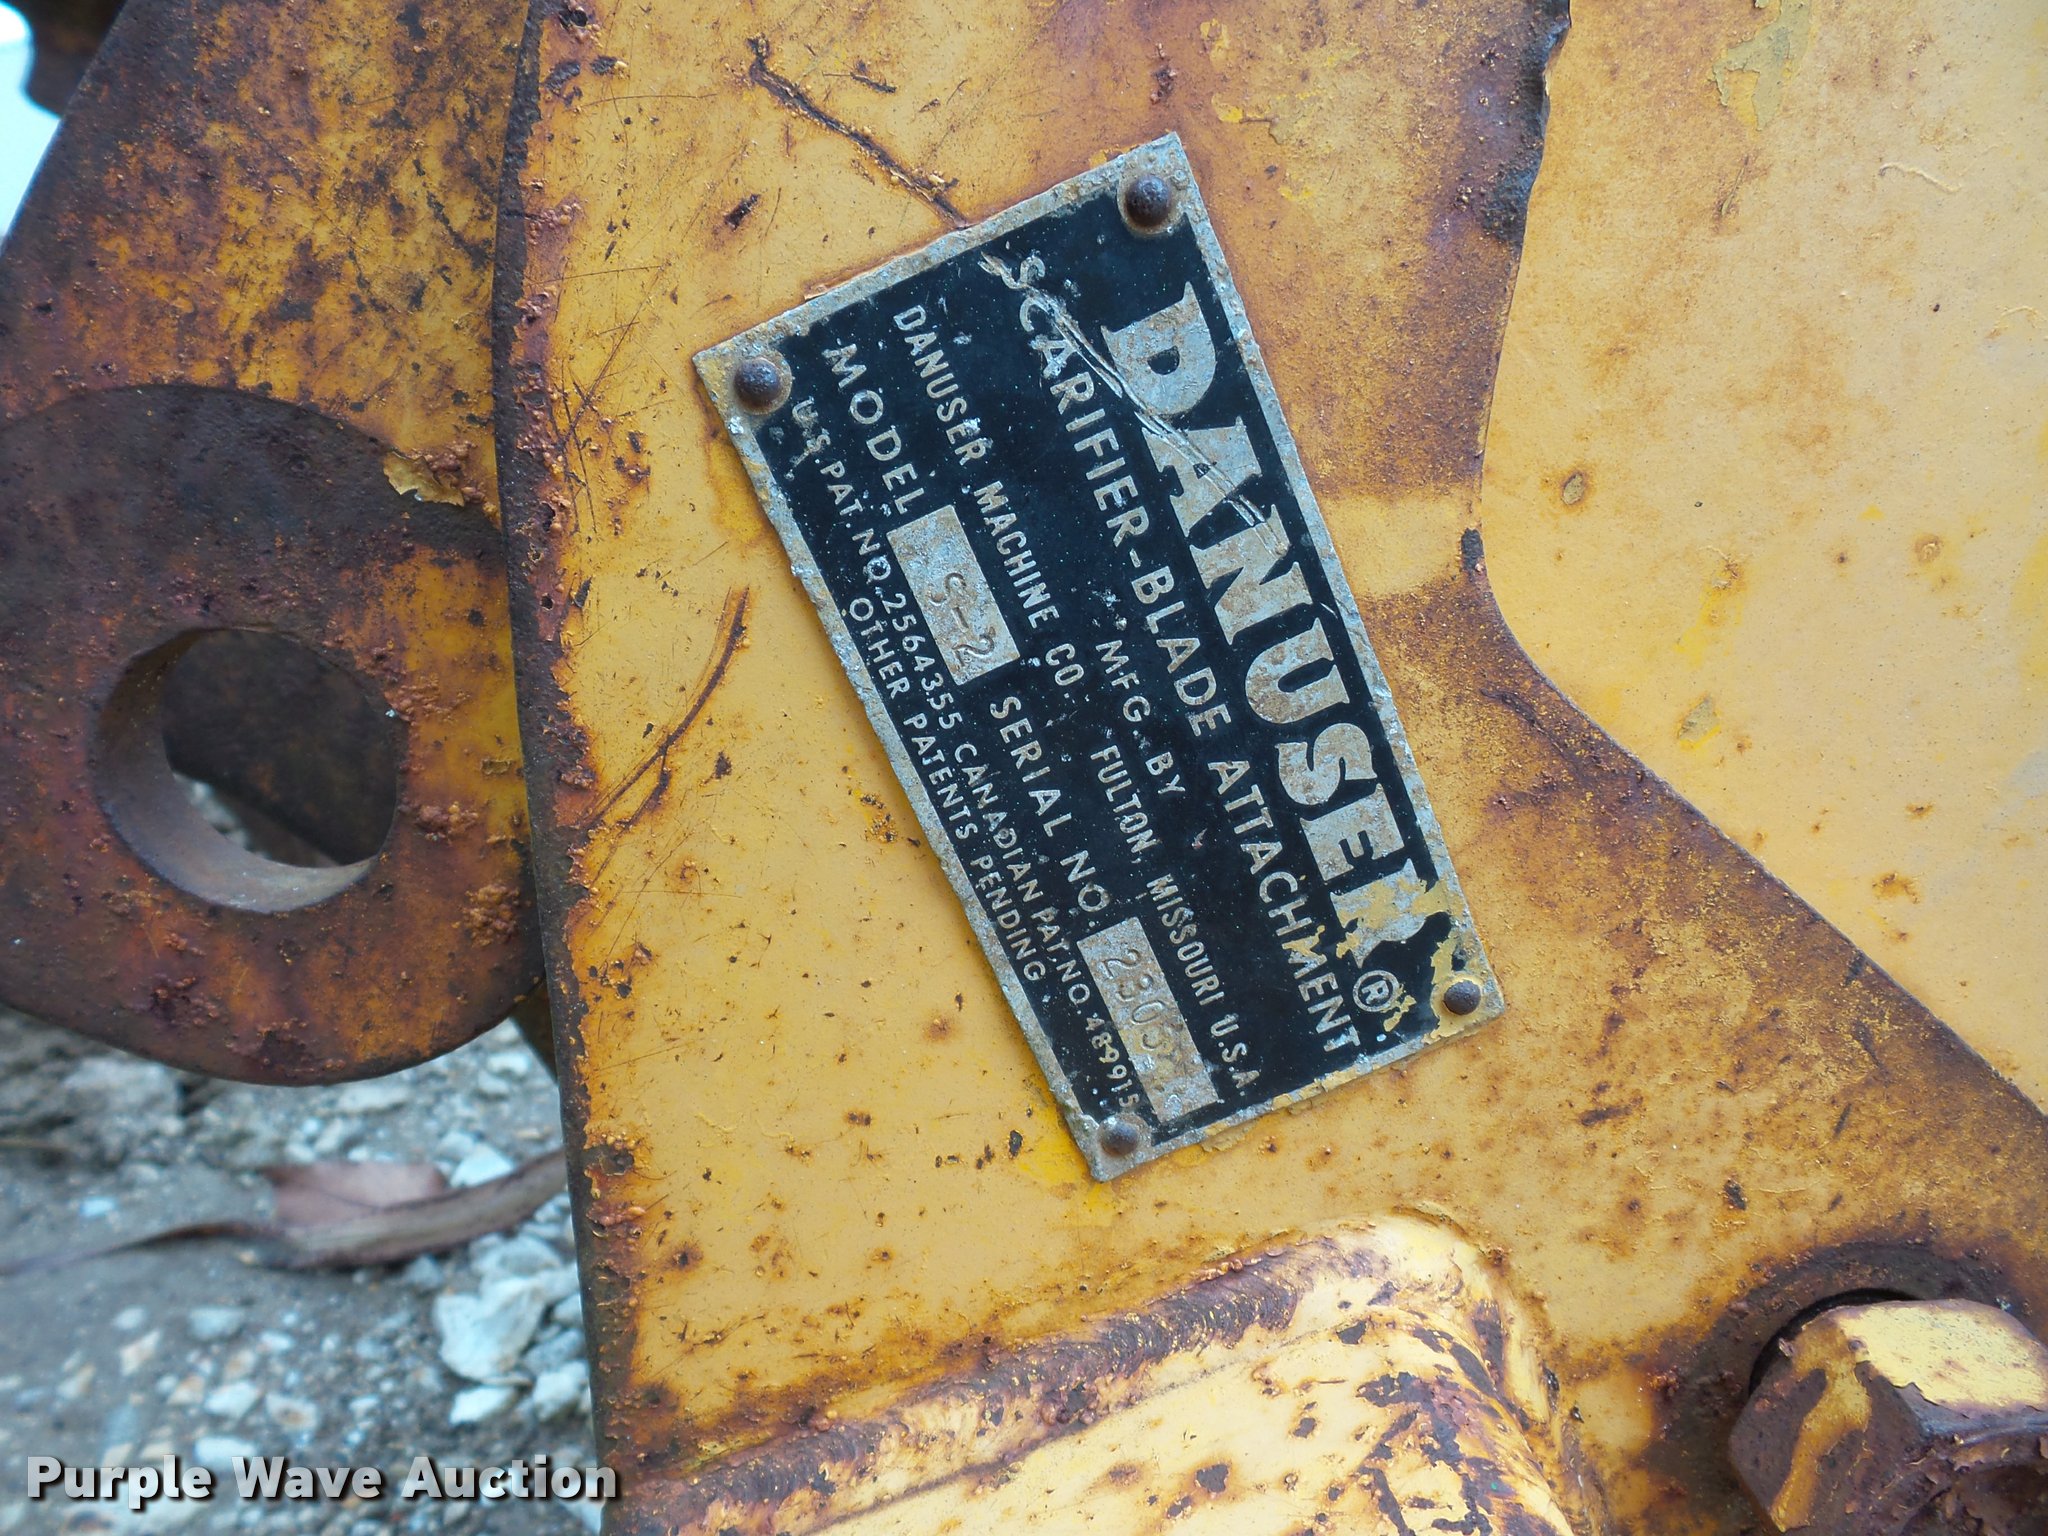 DANUSER®
SCARIFIER-BLADE ATTACHMENT
MFG. BY
DANUSER MACHINE CO. FULTON, MISSOURI U.S.A.
MODEL S-2 SERIAL NO.
U.S. PAT. NO. 2564355 CANADIAN PAT. NO. 489915
OTHER PATENTS PENDING
Purple Wave Auction